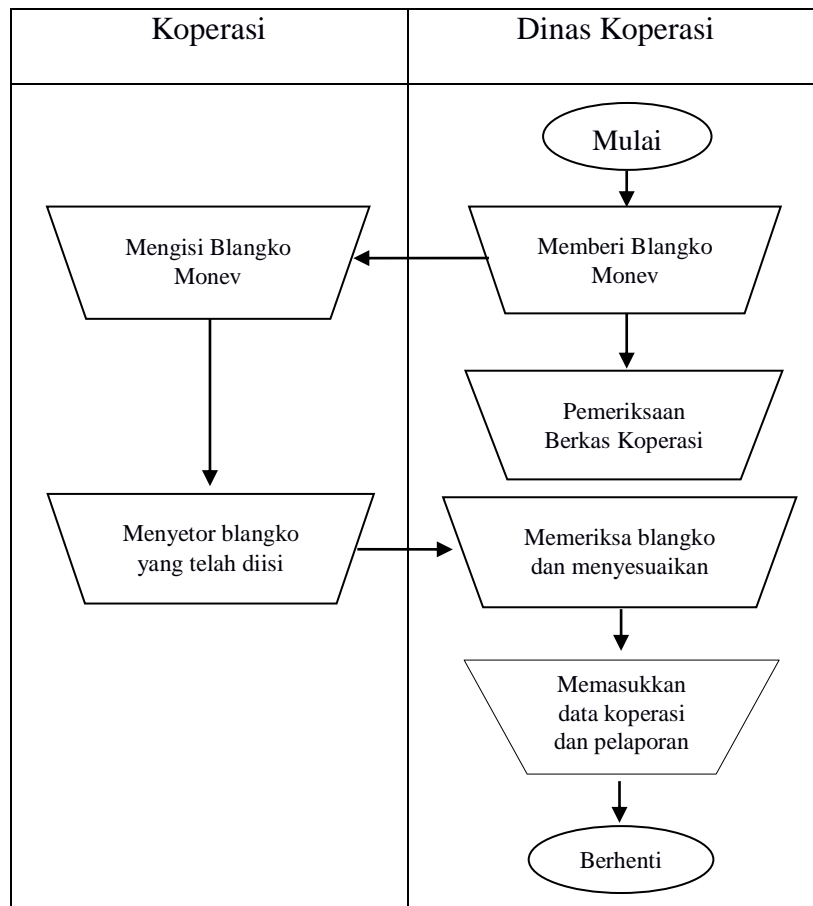 Koperasi
Dinas Koperasi
Mulai
Memberi Blangko
Monev
Mengisi Blangko
Monev
Pemeriksaan
Berkas Koperasi
Menyetor blangko
yang telah diisi
Memeriksa blangko
dan menyesuaikan
Memasukkan
data koperasi
dan pelaporan
Berhenti